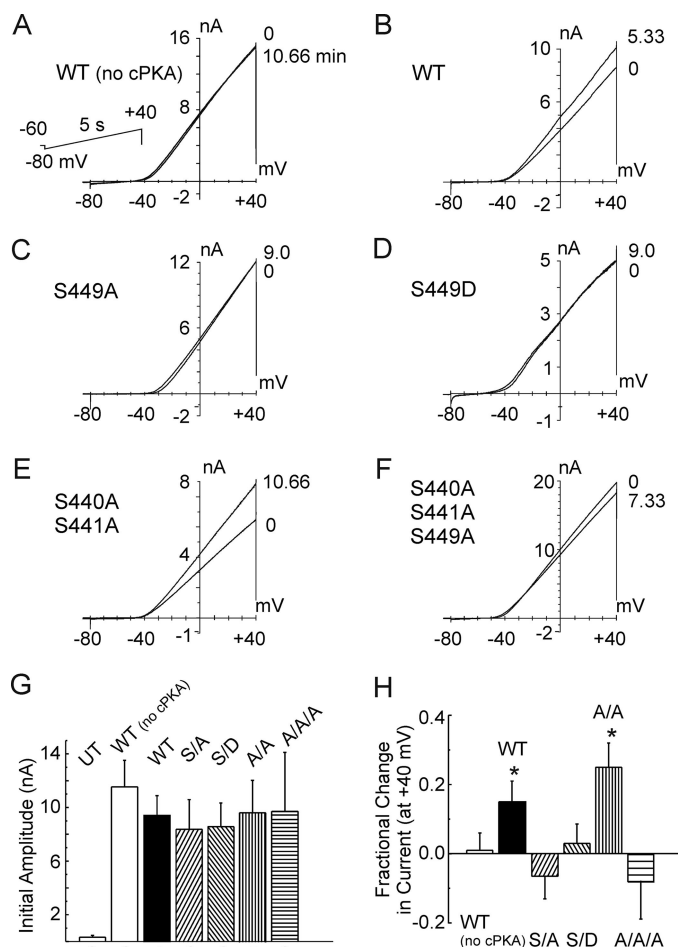 A
nA
16
8
-2
0
10.66 min
WT (no cPKA)
-60
5 s
+40
-80 mV
mV
-80
-40
+40
B
nA
10
6
2
-2
5.33
0
WT
mV
-80
-40
+40
C
nA
12
6
-2
9.0
0
S449A
mV
-80
-40
+40
D
nA
5
3
-1
9.0
0
S449D
mV
-80
-40
+40
E
nA
8
4
-1
10.66
0
S440A
S441A
mV
-80
-40
+40
F
nA
20
10
-2
0
7.33
S440A
S441A
S449A
mV
-80
-40
+40
G
Initial Amplitude (nA)
14
10
6
2
UT
WT (no cPKA)
WT
S/A
S/D
A/A
A/A/A
H
Fractional Change
in Current (at +40 mV)
0.4
0.2
0.0
-0.2
WT
*
A/A
*
WT
(no cPKA)
S/A
S/D
A/A/A